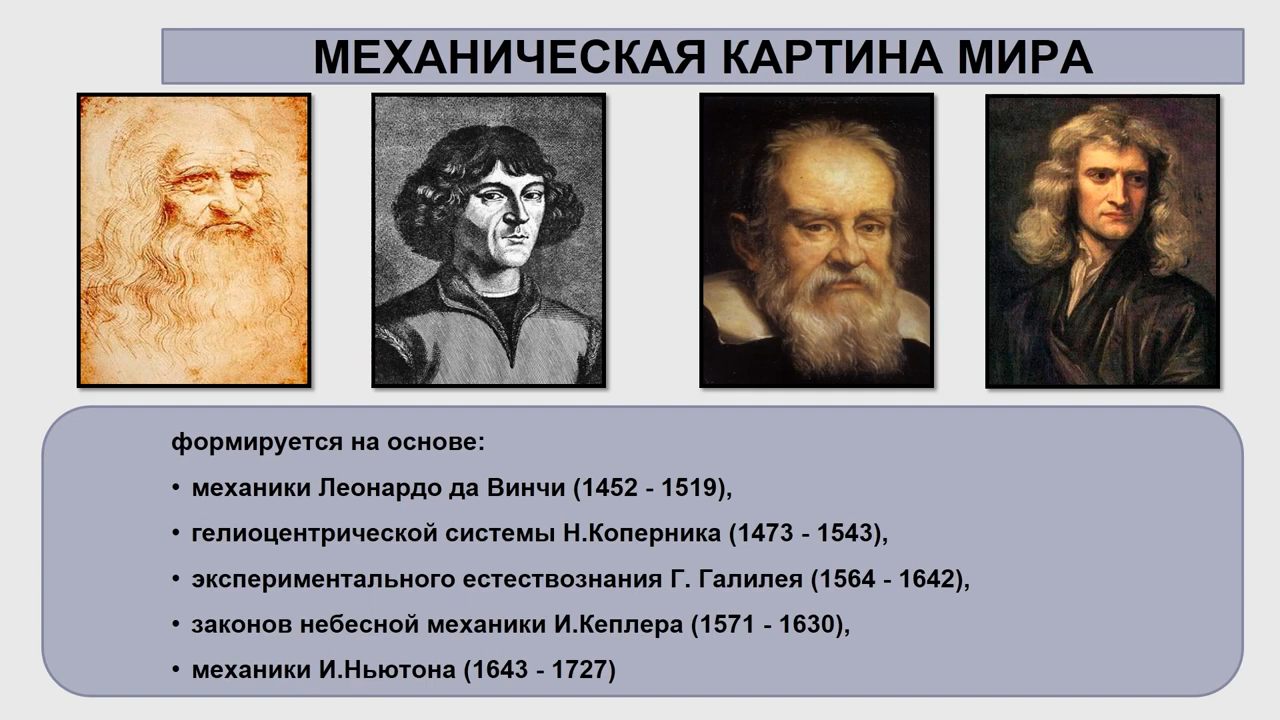 МЕХАНИЧЕСКАЯ КАРТИНА МИРА
формируется на основе:
• механики Леонардо да Винчи (1452 - 1519),
• гелиоцентрической системы Н.Коперника (1473 - 1543),
• экспериментального естествознания Г. Галилея (1564 - 1642),
• законов небесной механики И.Кеплера (1571 - 1630),
• механики И.Ньютона (1643 - 1727)